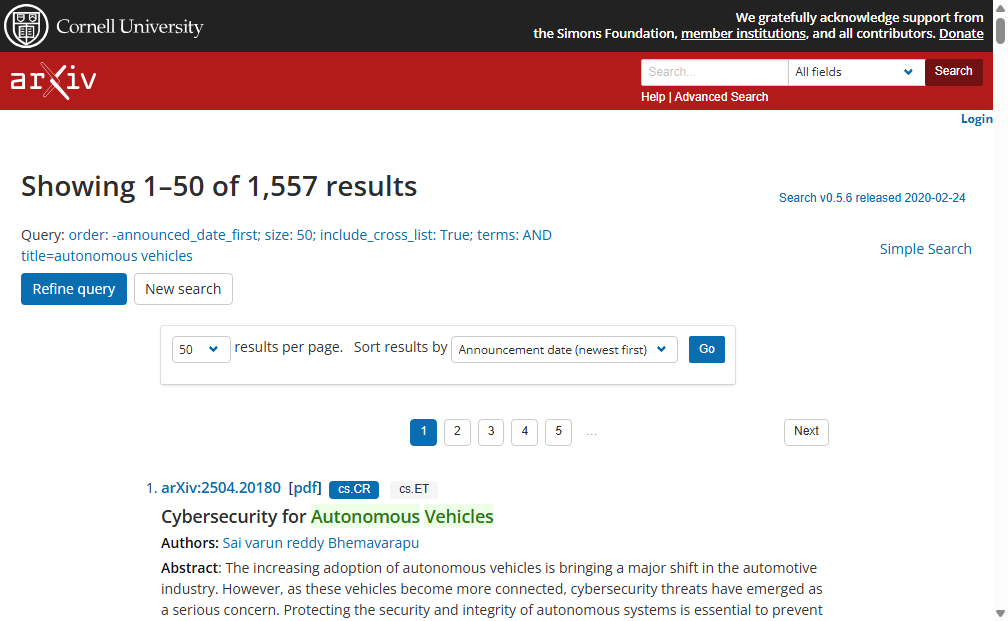 Cornell University
We gratefully acknowledge support from
the Simons Foundation, member institutions, and all contributors. Donate
arXiv
Search...
All fields
Search
Help | Advanced Search
Login
Showing 1–50 of 1,557 results
Search v0.5.6 released 2020-02-24
Query: order: -announced_date_first; size: 50; include_cross_list: True; terms: AND
title=autonomous vehicles
Simple Search
Refine query
New search
50 results per page. Sort results by Announcement date (newest first) Go
1 2 3 4 5 ... Next
1. arXiv:2504.20180 [pdf] cs.CR cs.ET
Cybersecurity for Autonomous Vehicles
Authors: Sai varun reddy Bhemavarapu
Abstract: The increasing adoption of autonomous vehicles is bringing a major shift in the automotive
industry. However, as these vehicles become more connected, cybersecurity threats have emerged as
a serious concern. Protecting the security and integrity of autonomous systems is essential to prevent